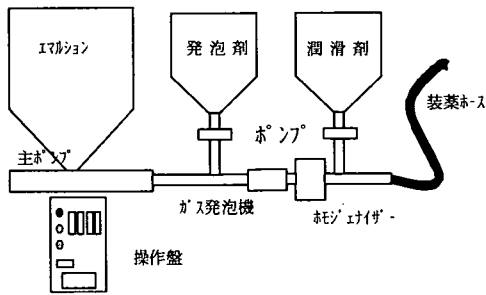 ｴﾏﾙｼｮﾝ
発泡剤
潤滑剤
ﾎﾟﾝﾌﾟ
装薬ﾎｰｽ
主ﾎﾟﾝﾌﾟ
ｶﾞｽ発泡機
ﾎﾓｼﾞｪﾅｲｻﾞｰ
操作盤